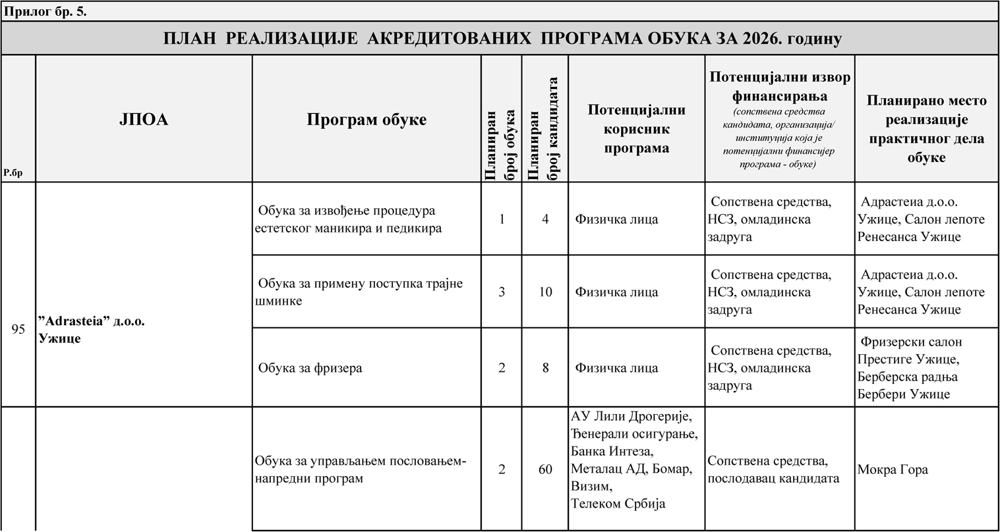 Прилог бр. 5.
ПЛАН РЕАЛИЗАЦИЈЕ АКРЕДИТОВАНИХ ПРОГРАМА ОБУКА ЗА 2026. годину
Р.бр
ЈПОА
Програм обуке
Планиран
број обука
Планиран
број кандидата
Потенцијални
корисник
програма
Потенцијални извор
финансирања
(сопствена средства
кандидата, организација/
институција која је
потенцијални финансијер
програма - обуке)
Планирано место
реализације
практичног дела
обуке
95
”Adrasteia” д.о.о.
Ужице
Обука за извођење процедура
естетског маникира и педикира
1
4
Физичка лица
Сопствена средства,
НСЗ, омладинска
задруга
Адрастеиа д.о.о.
Ужице, Салон лепоте
Ренесанса Ужице
Обука за примену поступка трајне
шминке
3
10
Физичка лица
Сопствена средства,
НСЗ, омладинска
задруга
Адрастеиа д.о.о.
Ужице, Салон лепоте
Ренесанса Ужице
Обука за фризера
2
8
Физичка лица
Сопствена средства,
НСЗ, омладинска
задруга
Фризерски салон
Престиге Ужице,
Берберска радња
Бербери Ужице
Обука за управљањем пословањем-
напредни програм
2
60
АУ Лили Дрогерије,
Ђенерали осигурање,
Банка Интеза,
Металац АД, Бомар,
Визим,
Телеком Србија
Сопствена средства,
послодавац кандидата
Мокра Гора